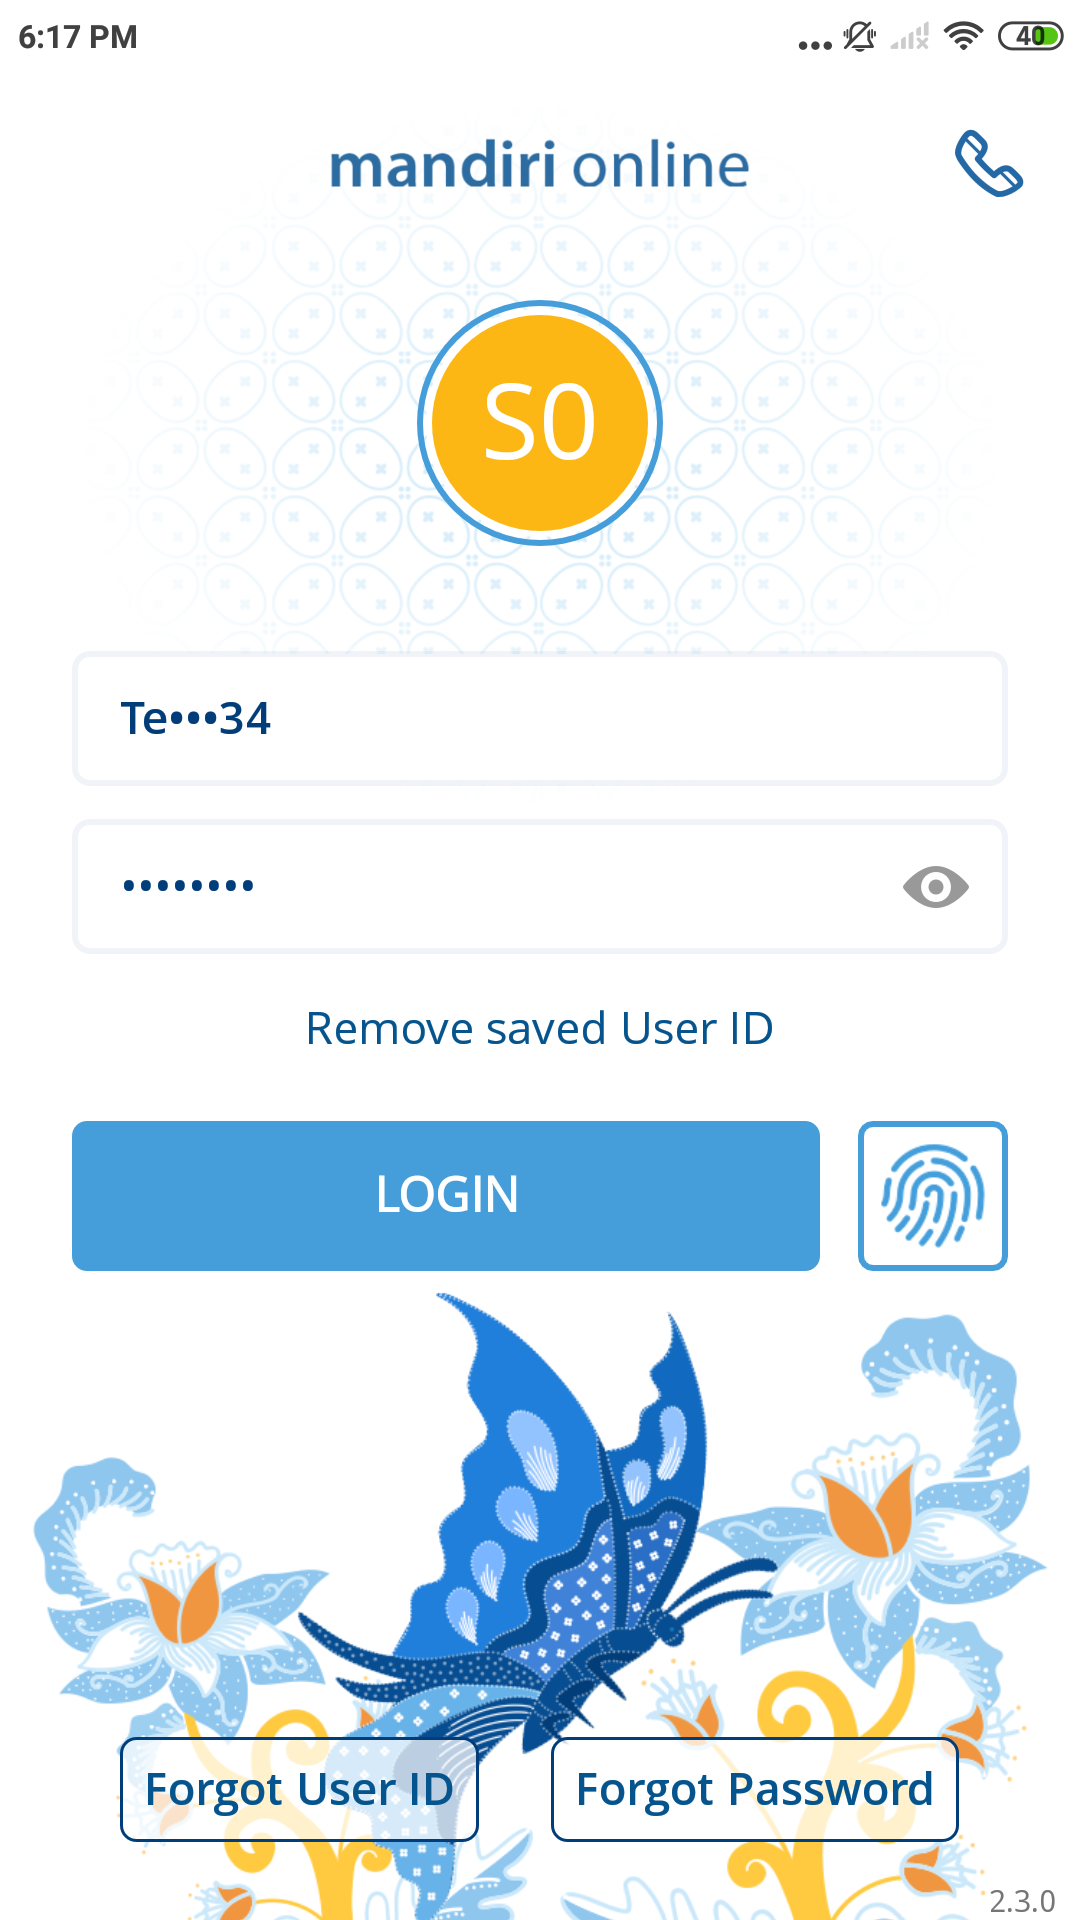 6:17 PM
40
mandiri online
S0
Te•••34
••••••••
Remove saved User ID
LOGIN
Forgot User ID
Forgot Password
2.3.0